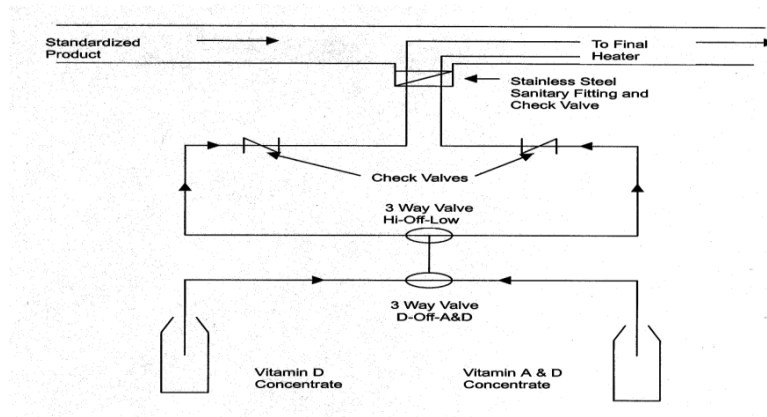 Standardized
Product
To Final
Heater
Stainless Steel
Sanitary Fitting and
Check Valve
Check Valves
3 Way Valve
Hi-Off-Low
3 Way Valve
D-Off-A&D
Vitamin D
Concentrate
Vitamin A & D
Concentrate